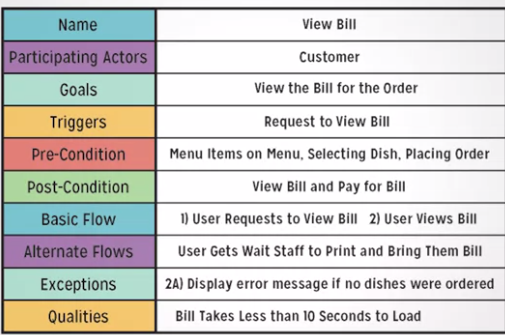 Name View Bill
Participating Actors Customer
Goals View the Bill for the Order
Triggers Request to View Bill
Pre-Condition Menu Items on Menu, Selecting Dish, Placing Order
Post-Condition View Bill and Pay for Bill
Basic Flow 1) User Requests to View Bill 2) User Views Bill
Alternate Flows User Gets Wait Staff to Print and Bring Them Bill
Exceptions 2A) Display error message if no dishes were ordered
Qualities Bill Takes Less than 10 Seconds to Load